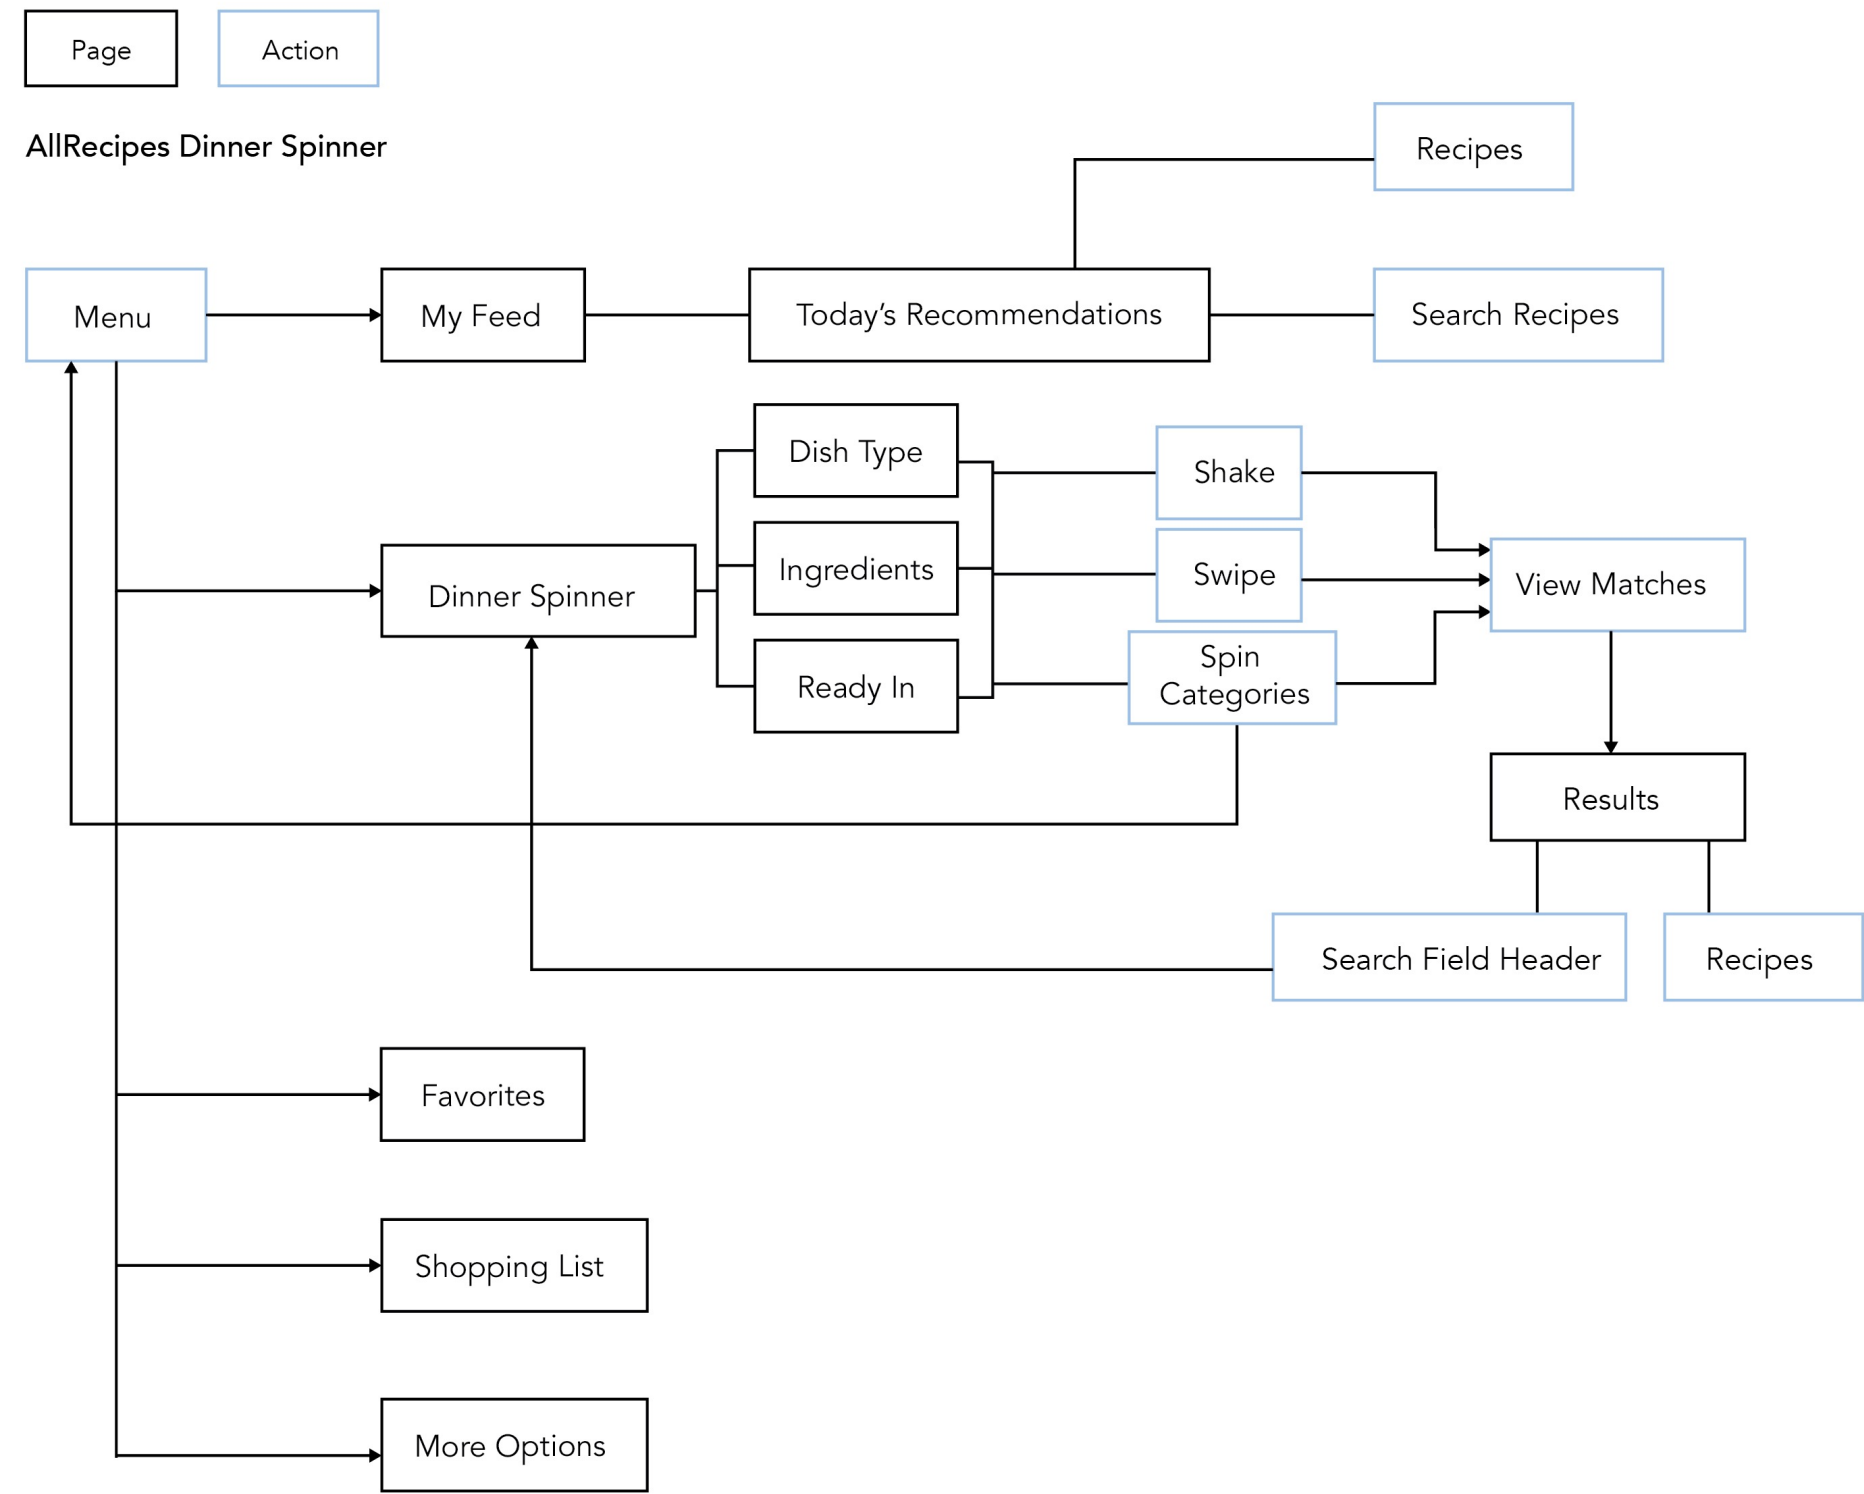 Page
Action
AllRecipes Dinner Spinner
Recipes
Menu
My Feed
Today’s Recommendations
Search Recipes
Dish Type
Shake
Ingredients
Swipe
View Matches
Dinner Spinner
Spin
Categories
Ready In
Results
Search Field Header
Recipes
Favorites
Shopping List
More Options